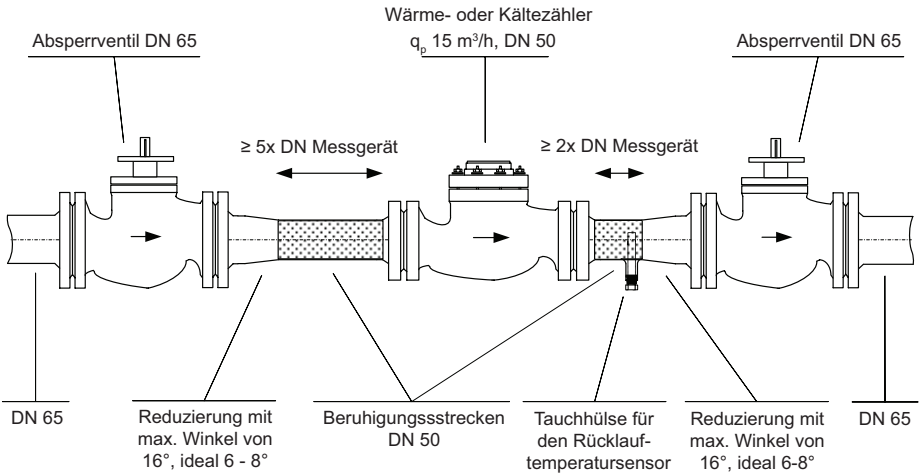 Wärme- oder Kältezähler
qp 15 m³/h, DN 50
Absperrventil DN 65
Absperrventil DN 65
≥ 5x DN Messgerät
≥ 2x DN Messgerät
DN 65
Reduzierung mit
max. Winkel von
16°, ideal 6 - 8°
Beruhigungssstrecken
DN 50
Tauchhülse für
den Rücklauf-
temperatursensor
Reduzierung mit
max. Winkel von
16°, ideal 6-8°
DN 65